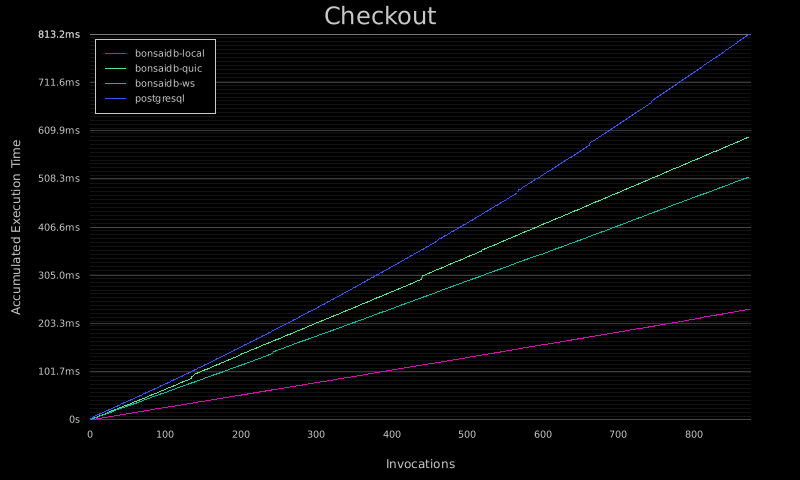 Checkout
813.2ms
bonsaidb-local
bonsaidb-quic
bonsaidb-ws
postgresql
711.6ms
609.9ms
508.3ms
406.6ms
305.0ms
203.3ms
101.7ms
0s
Accumulated Execution Time
0 100 200 300 400 500 600 700 800
Invocations